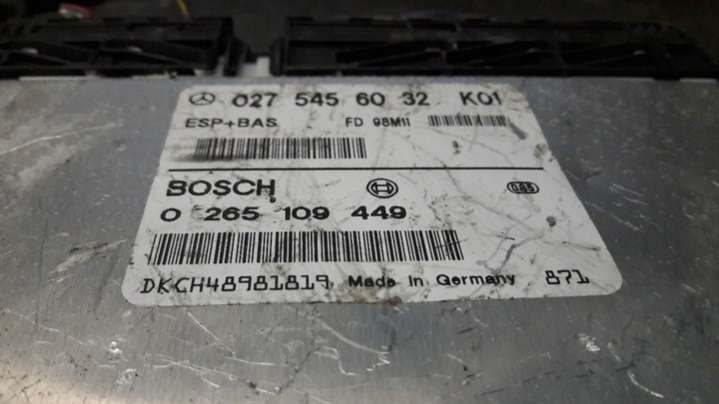 027 545 60 32 K01
ESP+BAS FD 98M11
BOSCH 045
0 265 109 449
DKCH48981819 Made in Germany 871